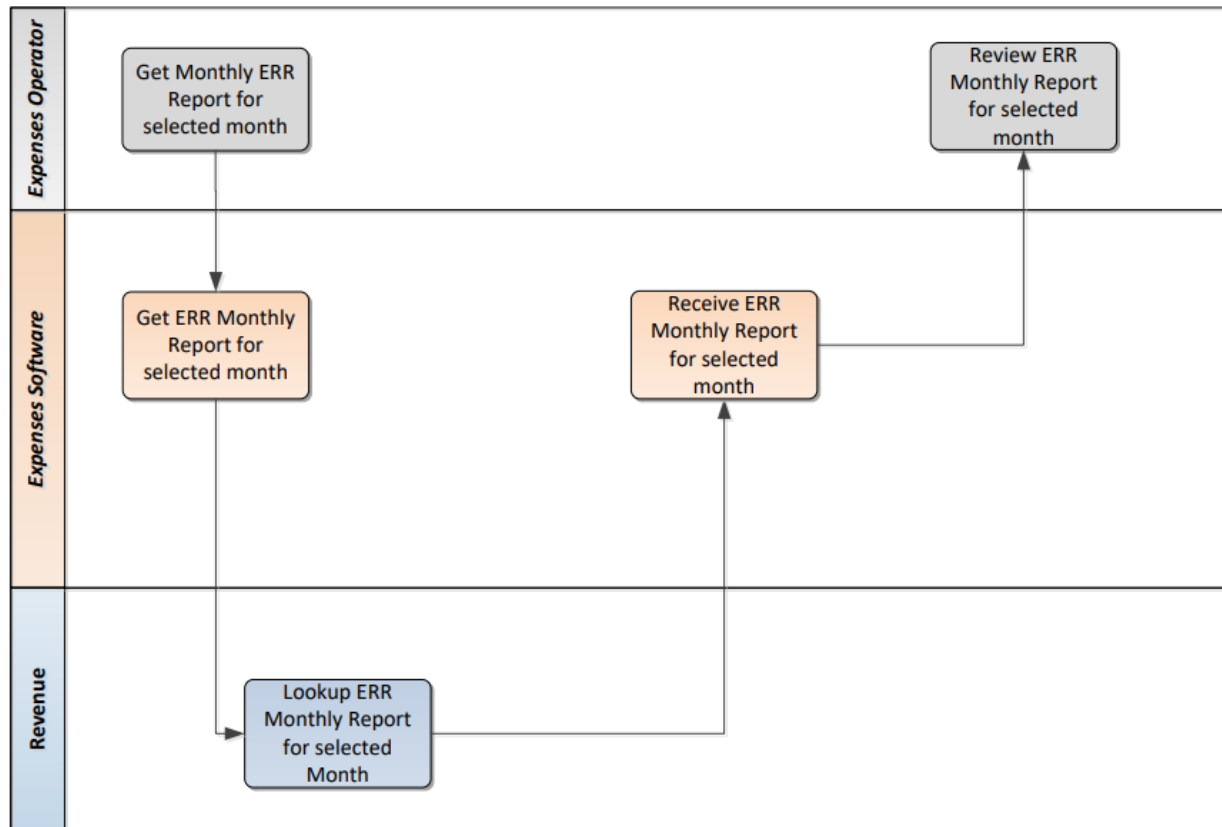 Expenses Operator
Get Monthly ERR
Report for
selected month
Review ERR
Monthly Report
for selected
month
Expenses Software
Get ERR Monthly
Report for
selected month
Receive ERR
Monthly Report
for selected
month
Revenue
Lookup ERR
Monthly Report
for selected
Month